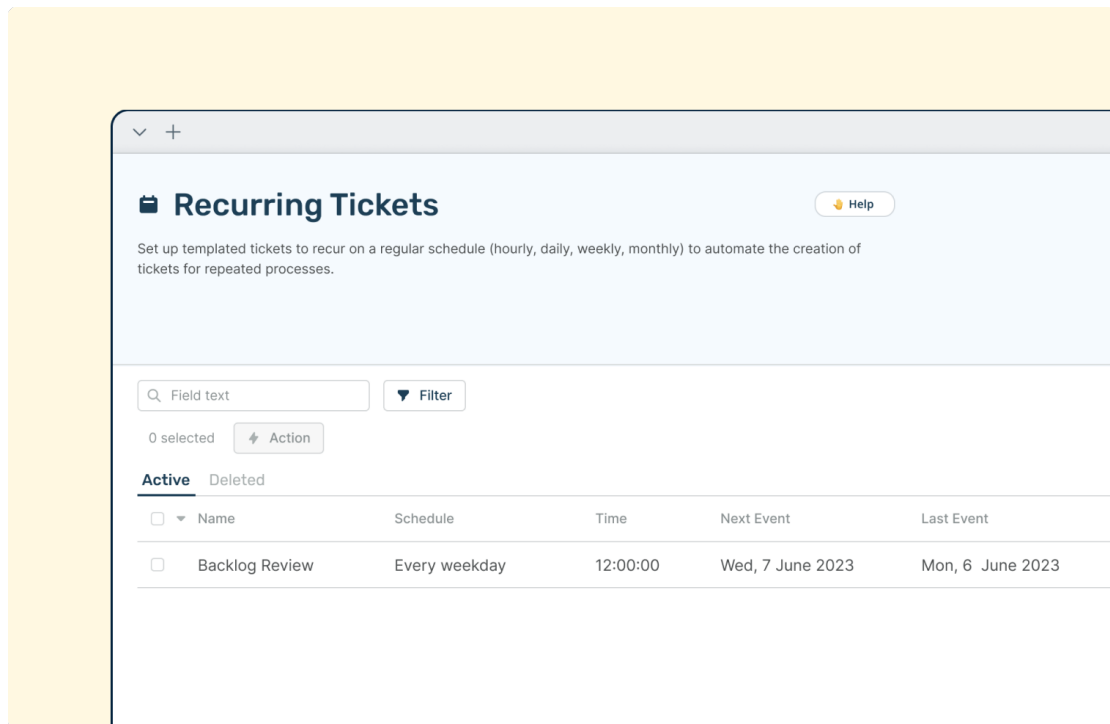 Recurring Tickets
Help
Set up templated tickets to recur on a regular schedule (hourly, daily, weekly, monthly) to automate the creation of
tickets for repeated processes.
Field text
Filter
0 selected
Action
Active Deleted
Name Schedule Time Next Event Last Event
Backlog Review Every weekday 12:00:00 Wed, 7 June 2023 Mon, 6 June 2023